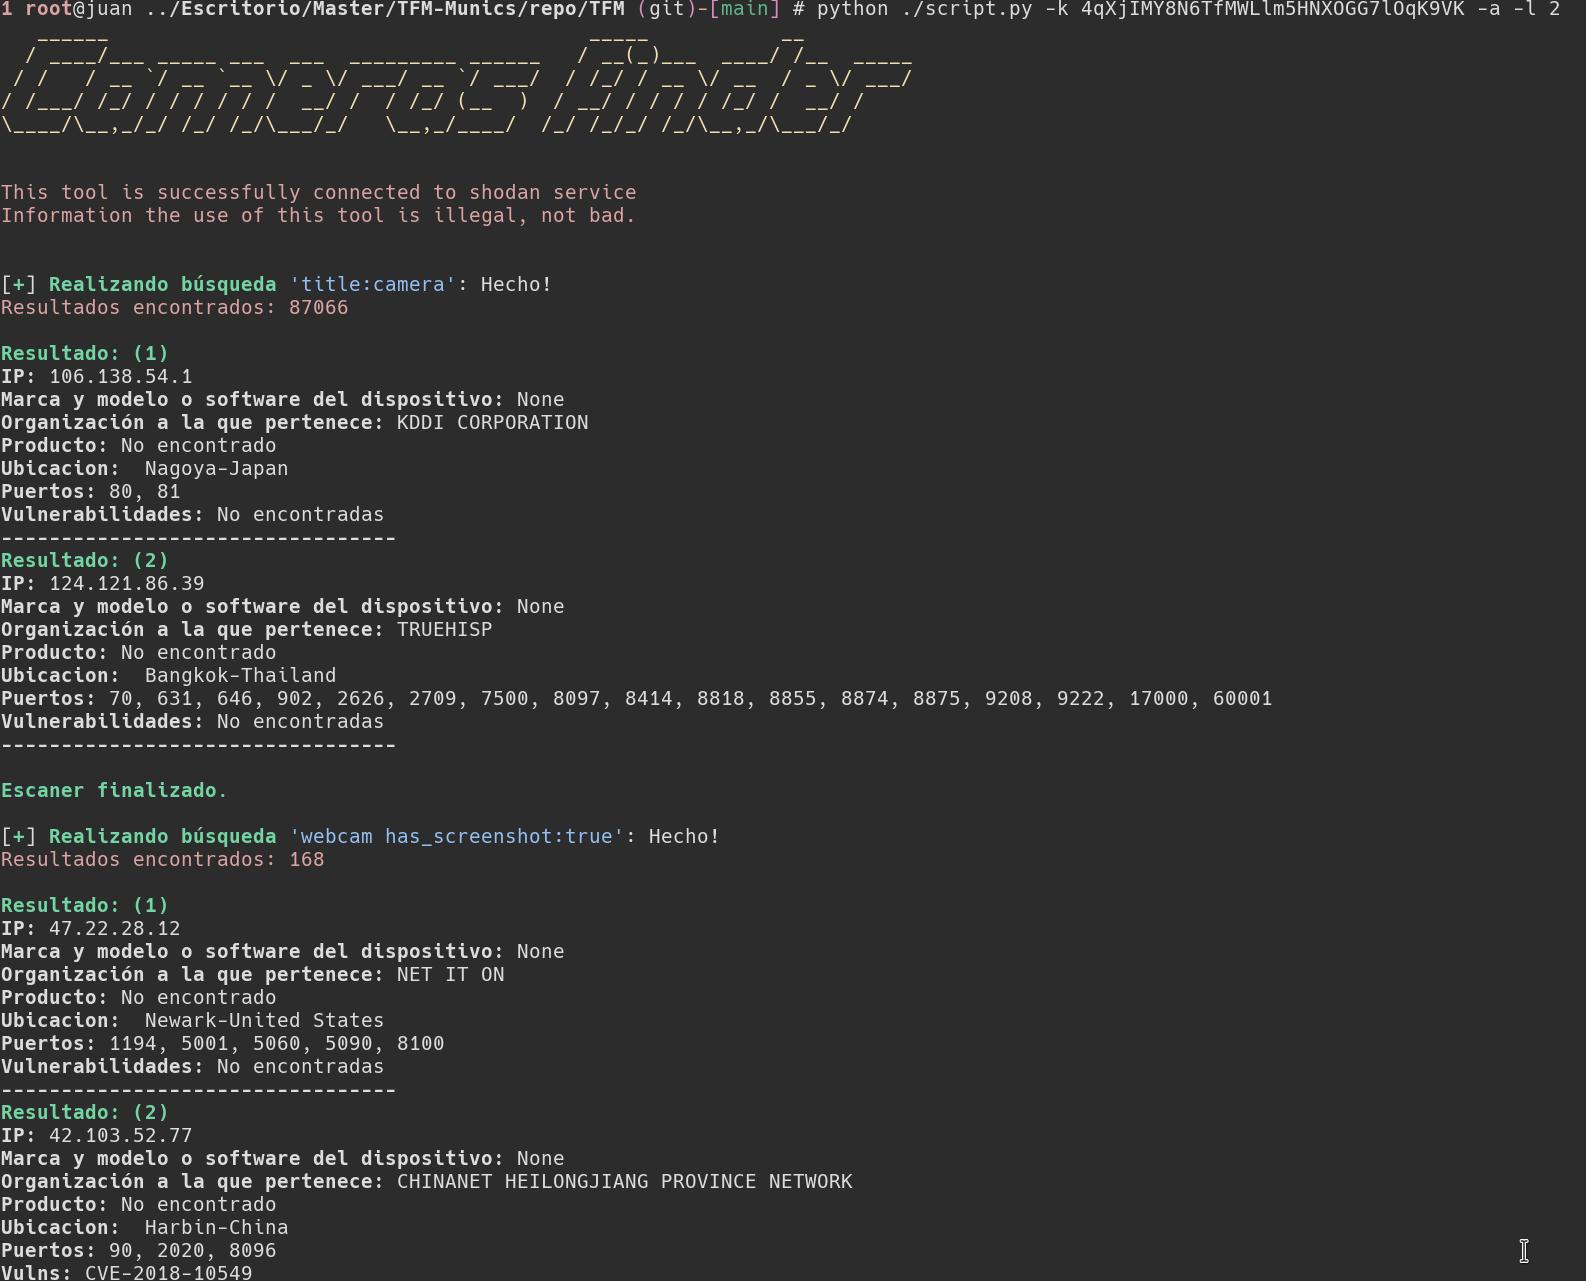 1 root@juan ../Escritorio/Master/TFM-Munics/repo/TFM (git)-[main] # python ./script.py -k 4qXjIMY8N6TfMWLlm5HNXOGG7lOqK9VK -a -l 2
Cameras Finder
This tool is successfully connected to shodan service
Information the use of this tool is illegal, not bad.
[+] Realizando búsqueda 'title:camera': Hecho!
Resultados encontrados: 87066
Resultado: (1)
IP: 106.138.54.1
Marca y modelo o software del dispositivo: None
Organización a la que pertenece: KDDI CORPORATION
Producto: No encontrado
Ubicacion:  Nagoya-Japan
Puertos: 80, 81
Vulnerabilidades: No encontradas
---------------------------------
Resultado: (2)
IP: 124.121.86.39
Marca y modelo o software del dispositivo: None
Organización a la que pertenece: TRUEHISP
Producto: No encontrado
Ubicacion:  Bangkok-Thailand
Puertos: 70, 631, 646, 902, 2626, 2709, 7500, 8097, 8414, 8818, 8855, 8874, 8875, 9208, 9222, 17000, 60001
Vulnerabilidades: No encontradas
---------------------------------
Escaner finalizado.
[+] Realizando búsqueda 'webcam has_screenshot:true': Hecho!
Resultados encontrados: 168
Resultado: (1)
IP: 47.22.28.12
Marca y modelo o software del dispositivo: None
Organización a la que pertenece: NET IT ON
Producto: No encontrado
Ubicacion:  Newark-United States
Puertos: 1194, 5001, 5060, 5090, 8100
Vulnerabilidades: No encontradas
---------------------------------
Resultado: (2)
IP: 42.103.52.77
Marca y modelo o software del dispositivo: None
Organización a la que pertenece: CHINANET HEILONGJIANG PROVINCE NETWORK
Producto: No encontrado
Ubicacion:  Harbin-China
Puertos: 90, 2020, 8096
Vulns: CVE-2018-10549